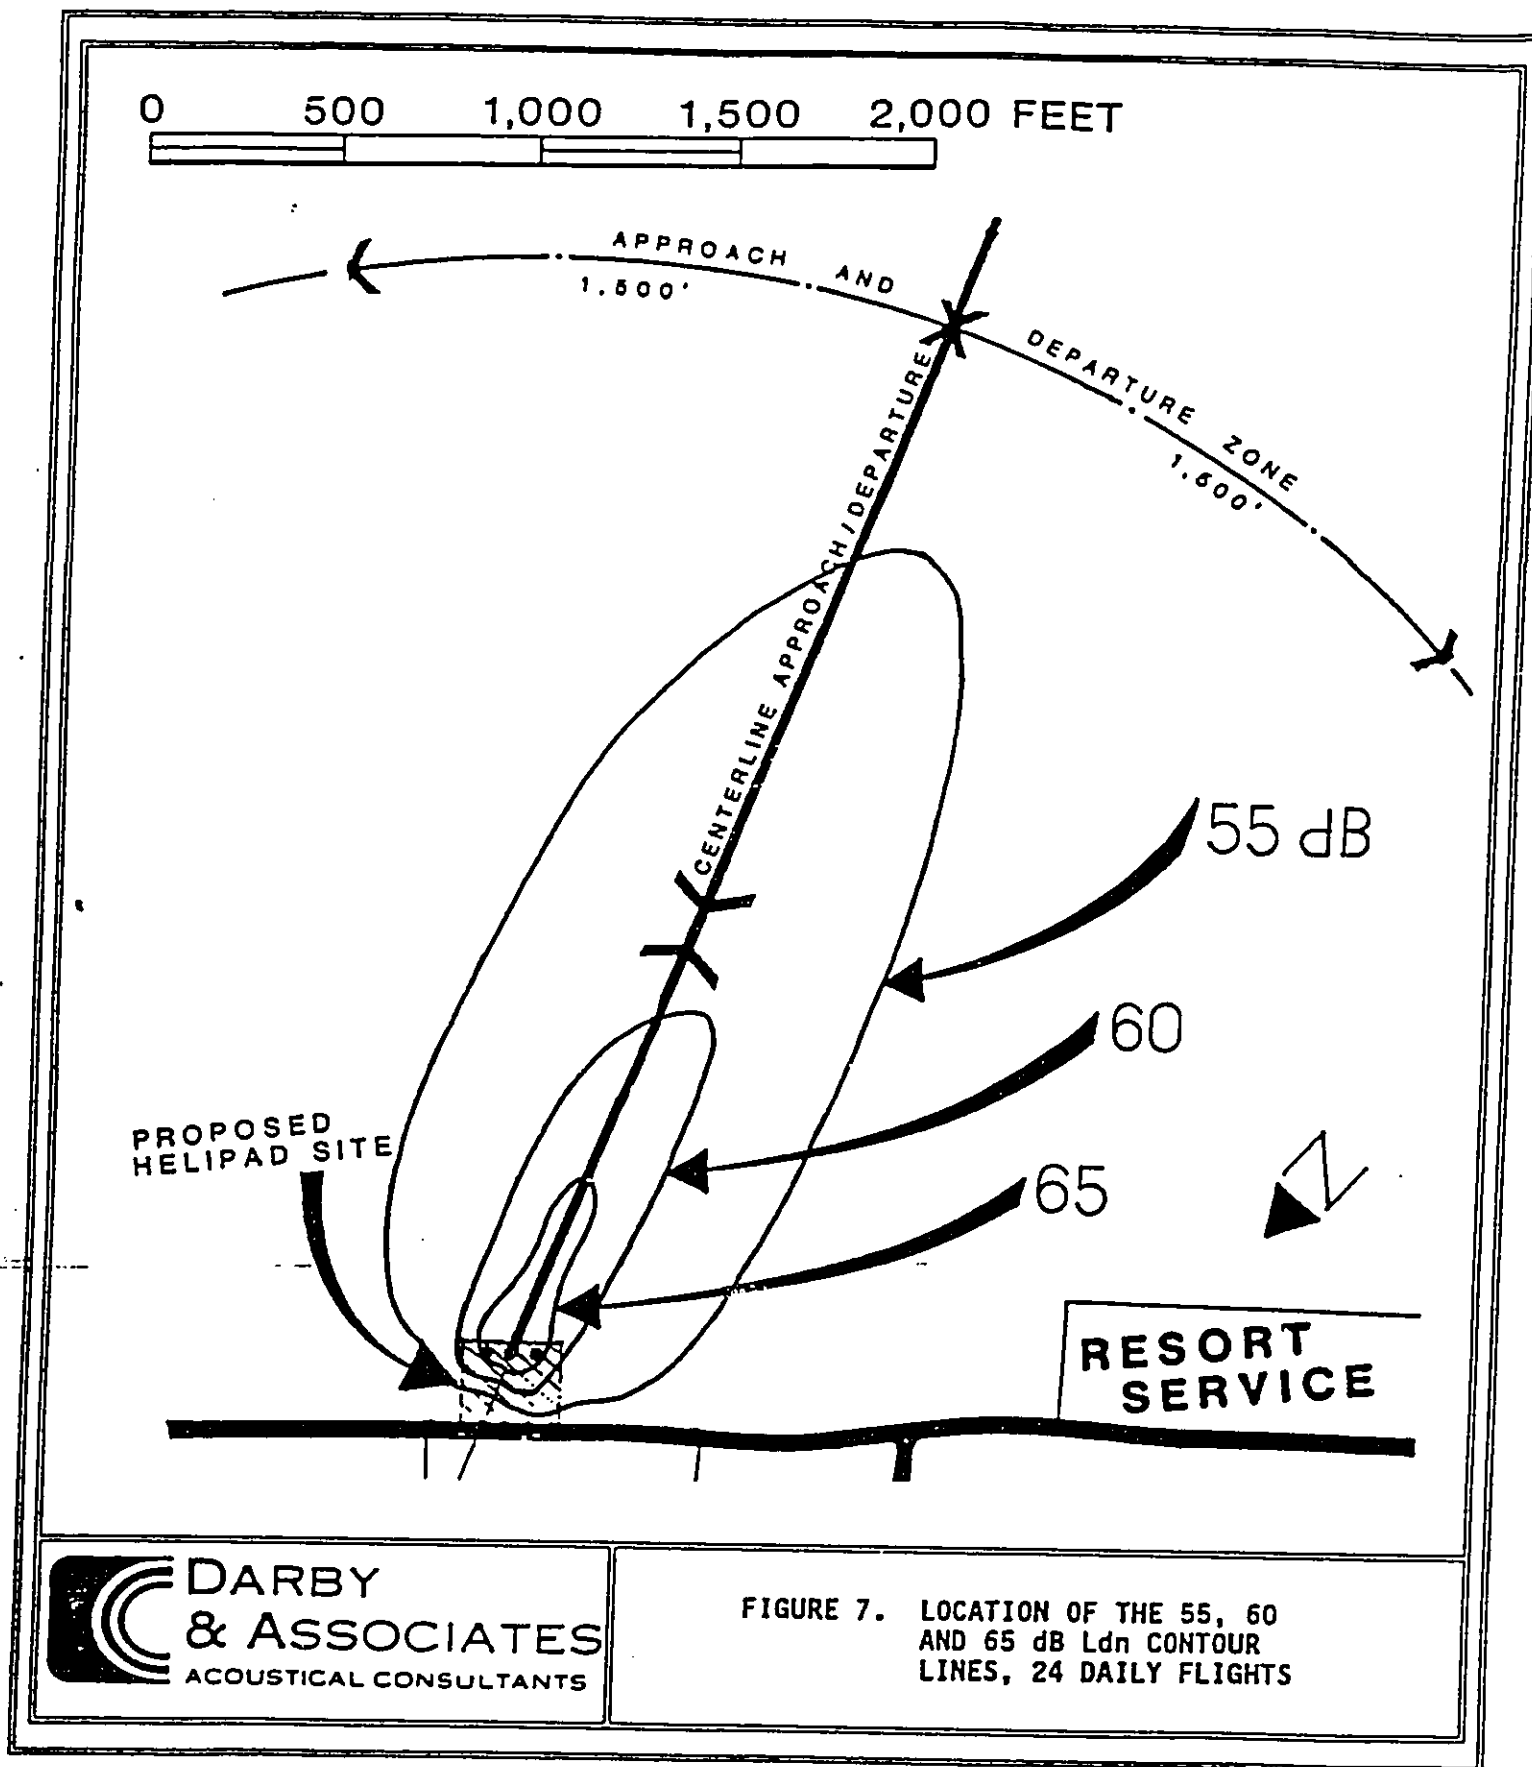 0 500 1,000 1,500 2,000 FEET
APPROACH AND DEPARTURE ZONE
1,500'
1,500'
CENTERLINE APPROACH/DEPARTURE
55 dB
60
65
PROPOSED
HELIPAD SITE
N
RESORT
SERVICE
DARBY
& ASSOCIATES
ACOUSTICAL CONSULTANTS
FIGURE 7. LOCATION OF THE 55, 60
AND 65 dB Ldn CONTOUR
LINES, 24 DAILY FLIGHTS